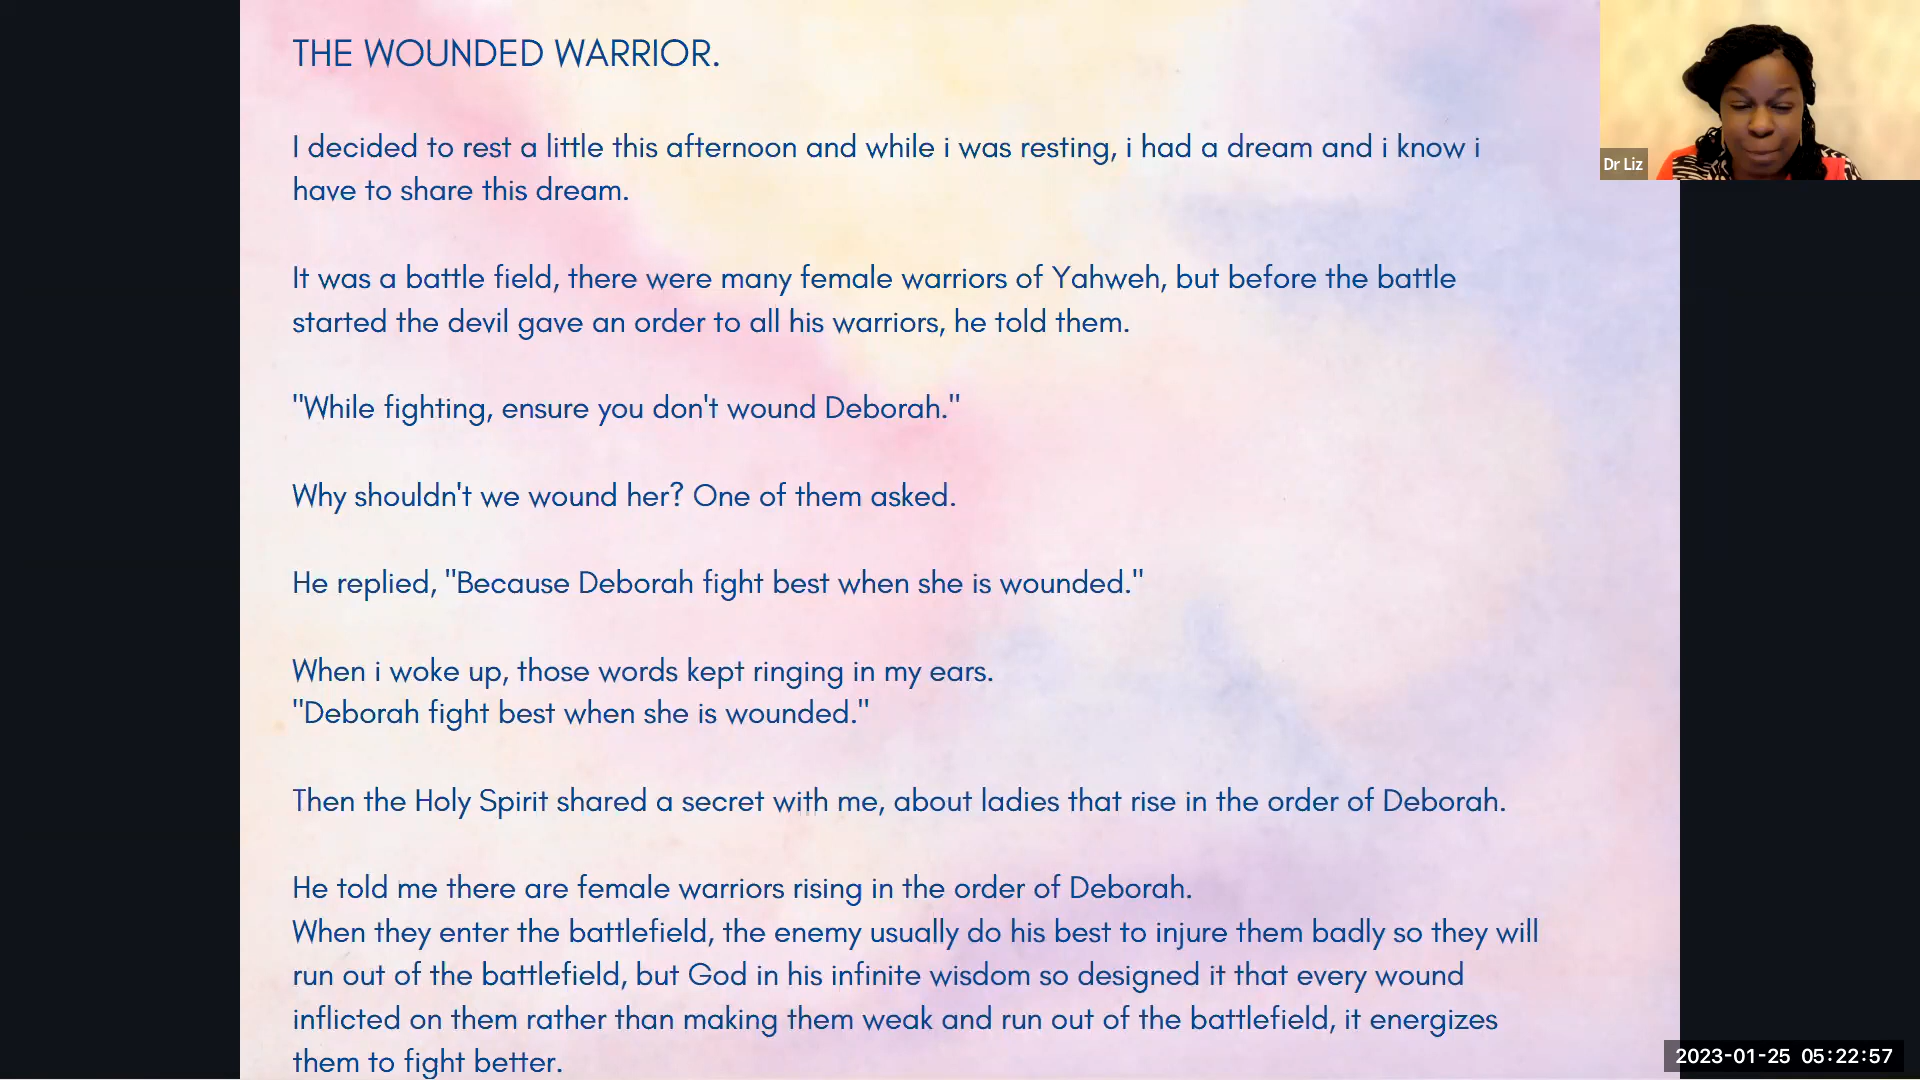 THE WOUNDED WARRIOR.
I decided to rest a little this afternoon and while i was resting, i had a dream and i know i
have to share this dream.
It was a battle field, there were many female warriors of Yahweh, but before the battle
started the devil gave an order to all his warriors, he told them.
"While fighting, ensure you don't wound Deborah."
Why shouldn't we wound her? One of them asked.
He replied, "Because Deborah fight best when she is wounded."
When i woke up, those words kept ringing in my ears.
"Deborah fight best when she is wounded."
Then the Holy Spirit shared a secret with me, about ladies that rise in the order of Deborah.
He told me there are female warriors rising in the order of Deborah.
When they enter the battlefield, the enemy usually do his best to injure them badly so they will
run out of the battlefield, but God in his infinite wisdom so designed it that every wound
inflicted on them rather than making them weak and run out of the battlefield, it energizes
them to fight better.
Dr Liz
2023-01-25 05:22:57